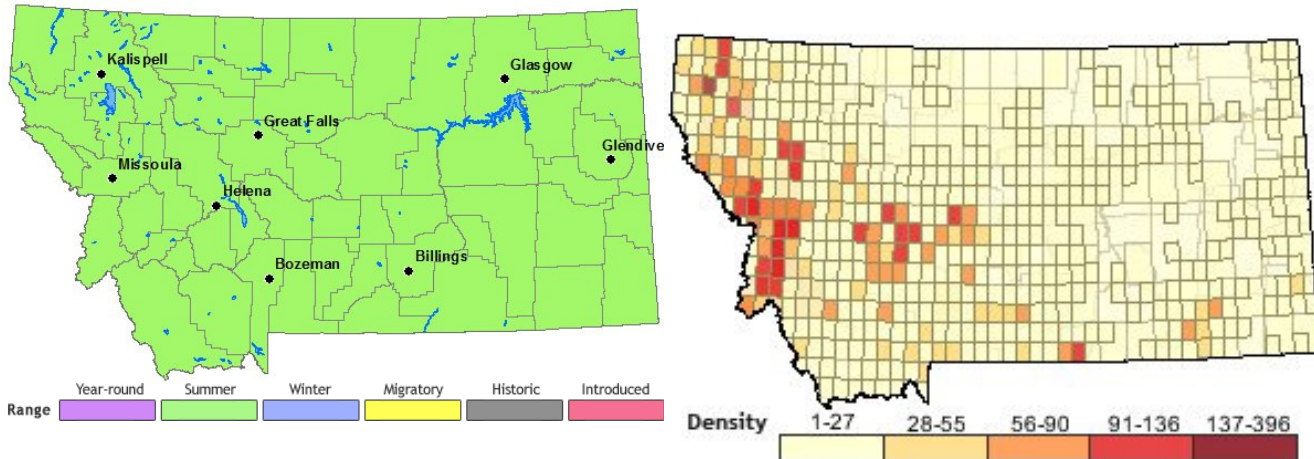 Kalispell
Glasgow
Great Falls
Glendive
Missoula
Helena
Bozeman
Billings
Year-round Summer Winter Migratory Historic Introduced
Range
Density 1-27 28-55 56-90 91-136 137-396